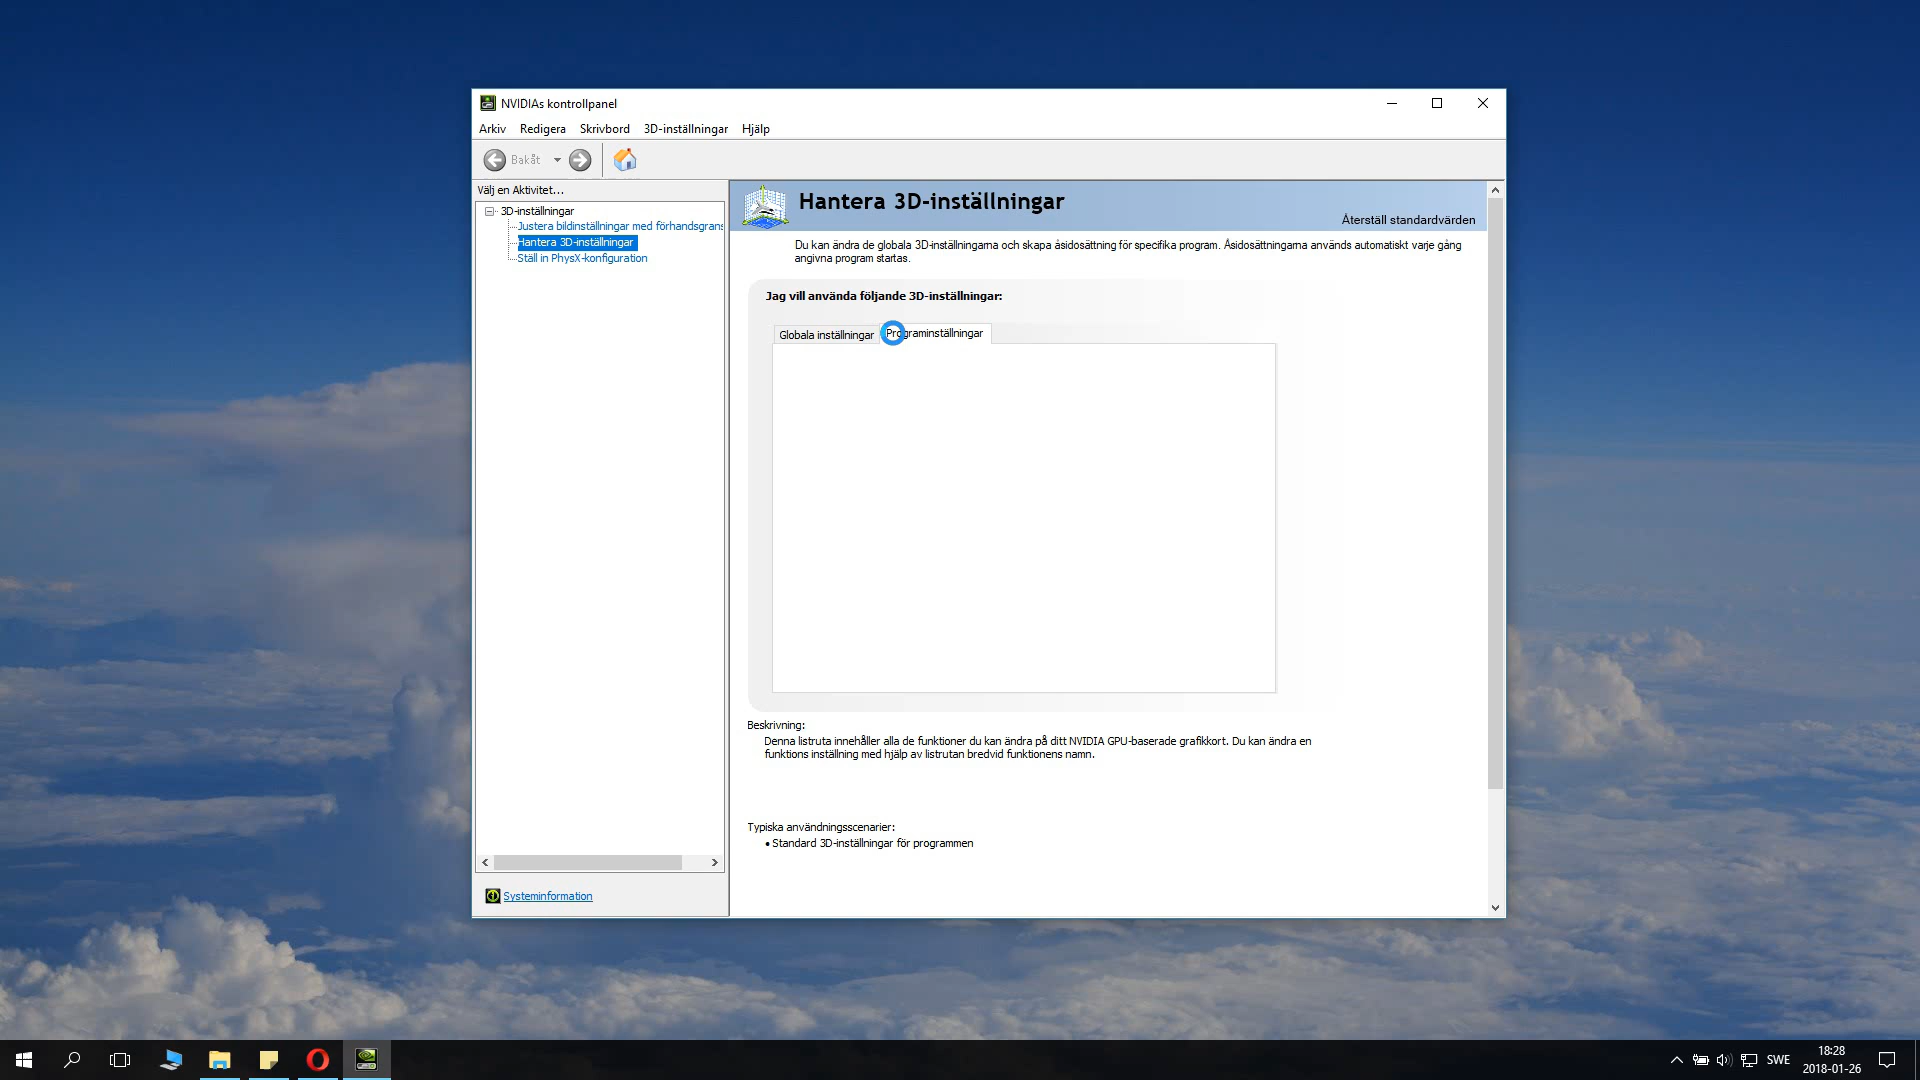 NVIDIAs kontrollpanel
Arkiv Redigera Skrivbord 3D-inställningar Hjälp
Bakåt
Välj en Aktivitet...
3D-inställningar
Justera bildinställningar med förhandsgrans
Hantera 3D-inställningar
Ställ in PhysX-konfiguration
Systeminformation
Hantera 3D-inställningar
Återställ standardvärden
Du kan ändra de globala 3D-inställningarna och skapa åsidosättning för specifika program. Åsidosättningarna används automatiskt varje gång
angivna program startas.
Jag vill använda följande 3D-inställningar:
Globala inställningar Programinställningar
Beskrivning:
Denna listruta innehåller alla de funktioner du kan ändra på ditt NVIDIA GPU-baserade grafikkort. Du kan ändra en
funktions inställning med hjälp av listrutan bredvid funktionens namn.
Typiska användningsscenarier:
• Standard 3D-inställningar för programmen
SWE
18:28
2018-01-26